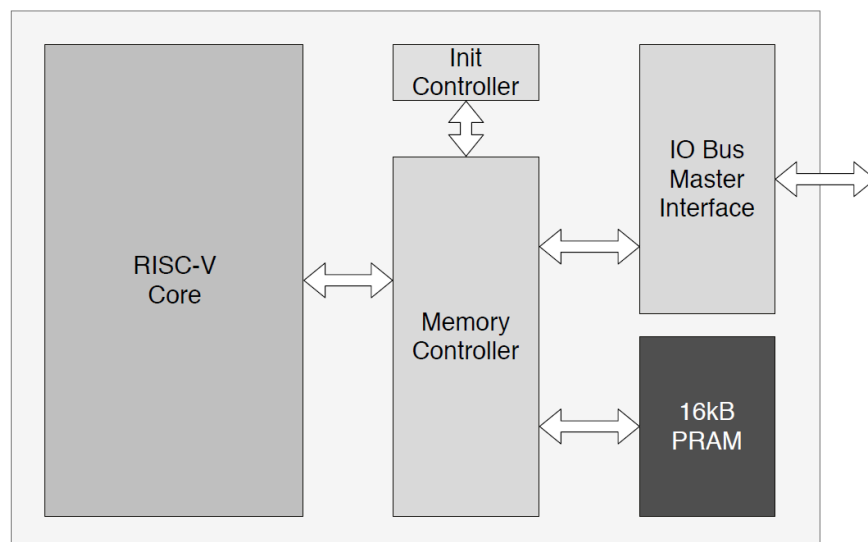 RISC-V
Core
Init
Controller
Memory
Controller
IO Bus
Master
Interface
16kB
PRAM